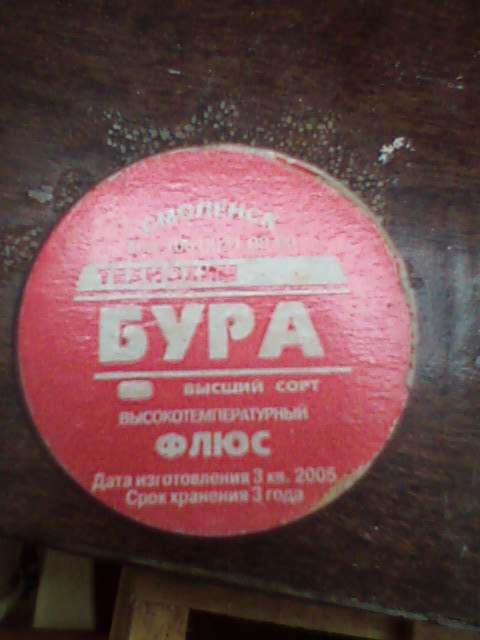 СМОЛЕНСК
БУРА
ВЫСШИЙ СОРТ
ВЫСОКОТЕМПЕРАТУРНЫЙ
ФЛЮС
Дата изготовления 3 кв. 2005
Срок хранения 3 года